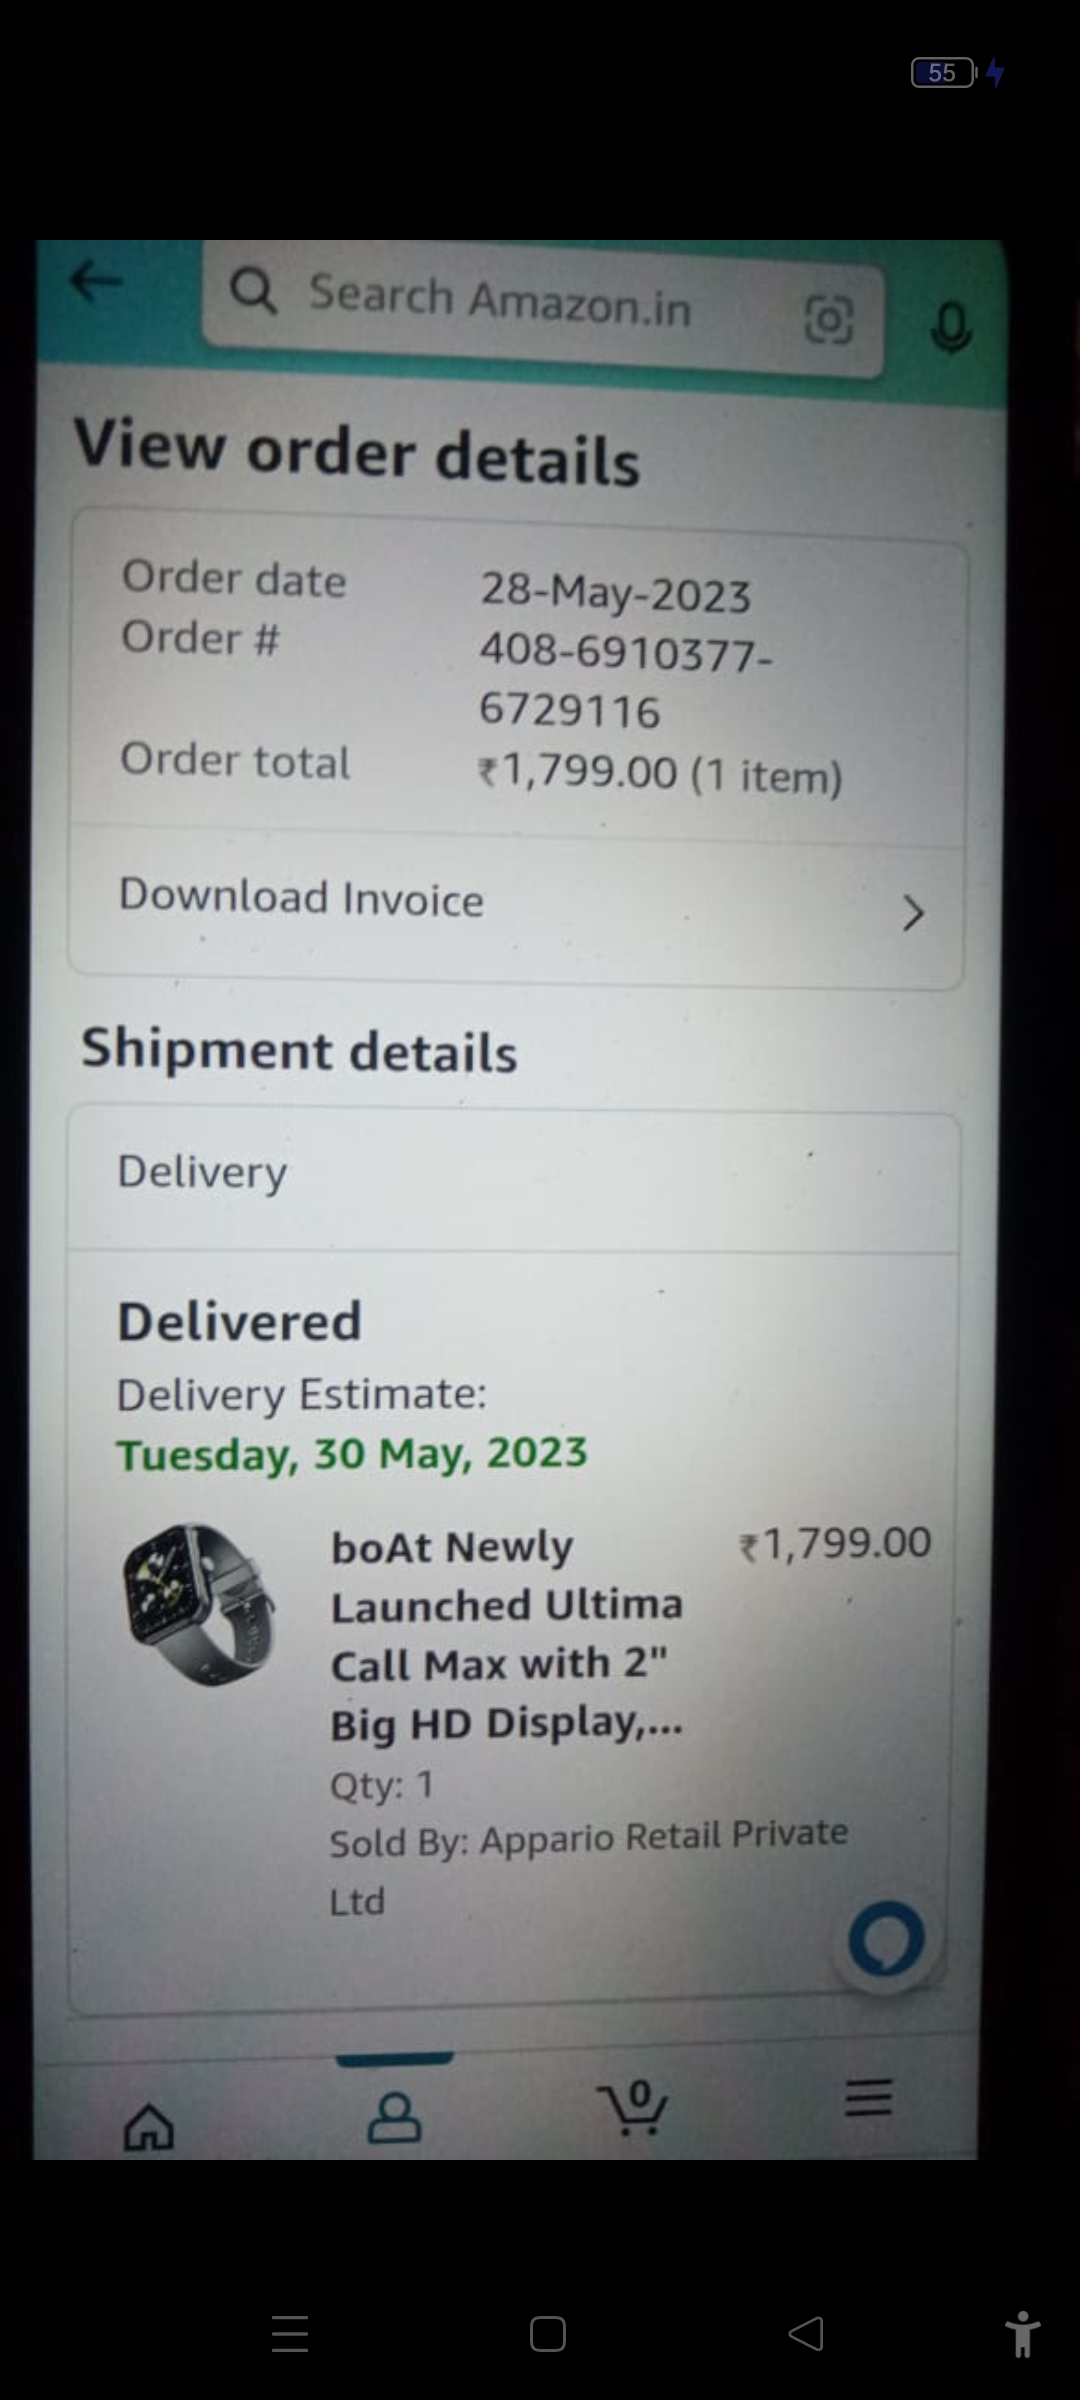 55
Search Amazon.in
View order details
Order date 28-May-2023
Order # 408-6910377-
6729116
Order total ₹1,799.00 (1 item)
Download Invoice
Shipment details
Delivery
Delivered
Delivery Estimate:
Tuesday, 30 May, 2023
boAt Newly ₹1,799.00
Launched Ultima
Call Max with 2"
Big HD Display,...
Qty: 1
Sold By: Appario Retail Private
Ltd
0